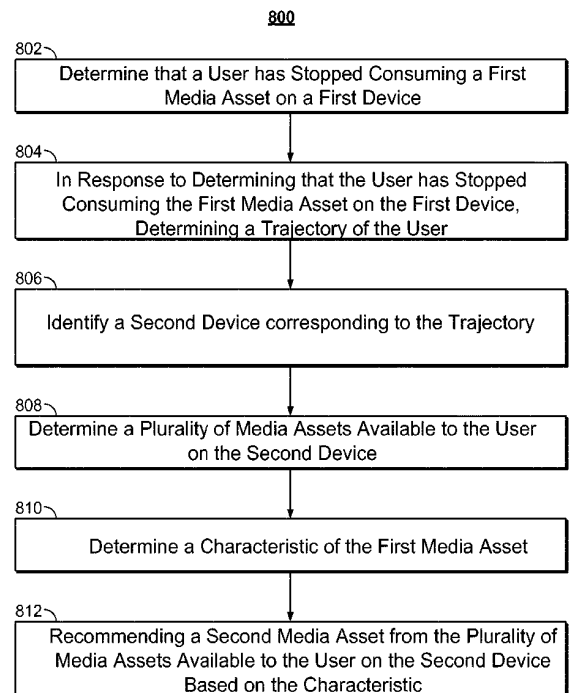 800
802
Determine that a User has Stopped Consuming a First
Media Asset on a First Device
804
In Response to Determining that the User has Stopped
Consuming the First Media Asset on the First Device,
Determining a Trajectory of the User
806
Identify a Second Device corresponding to the Trajectory
808
Determine a Plurality of Media Assets Available to the User
on the Second Device
810
Determine a Characteristic of the First Media Asset
812
Recommending a Second Media Asset from the Plurality of
Media Assets Available to the User on the Second Device
Based on the Characteristic